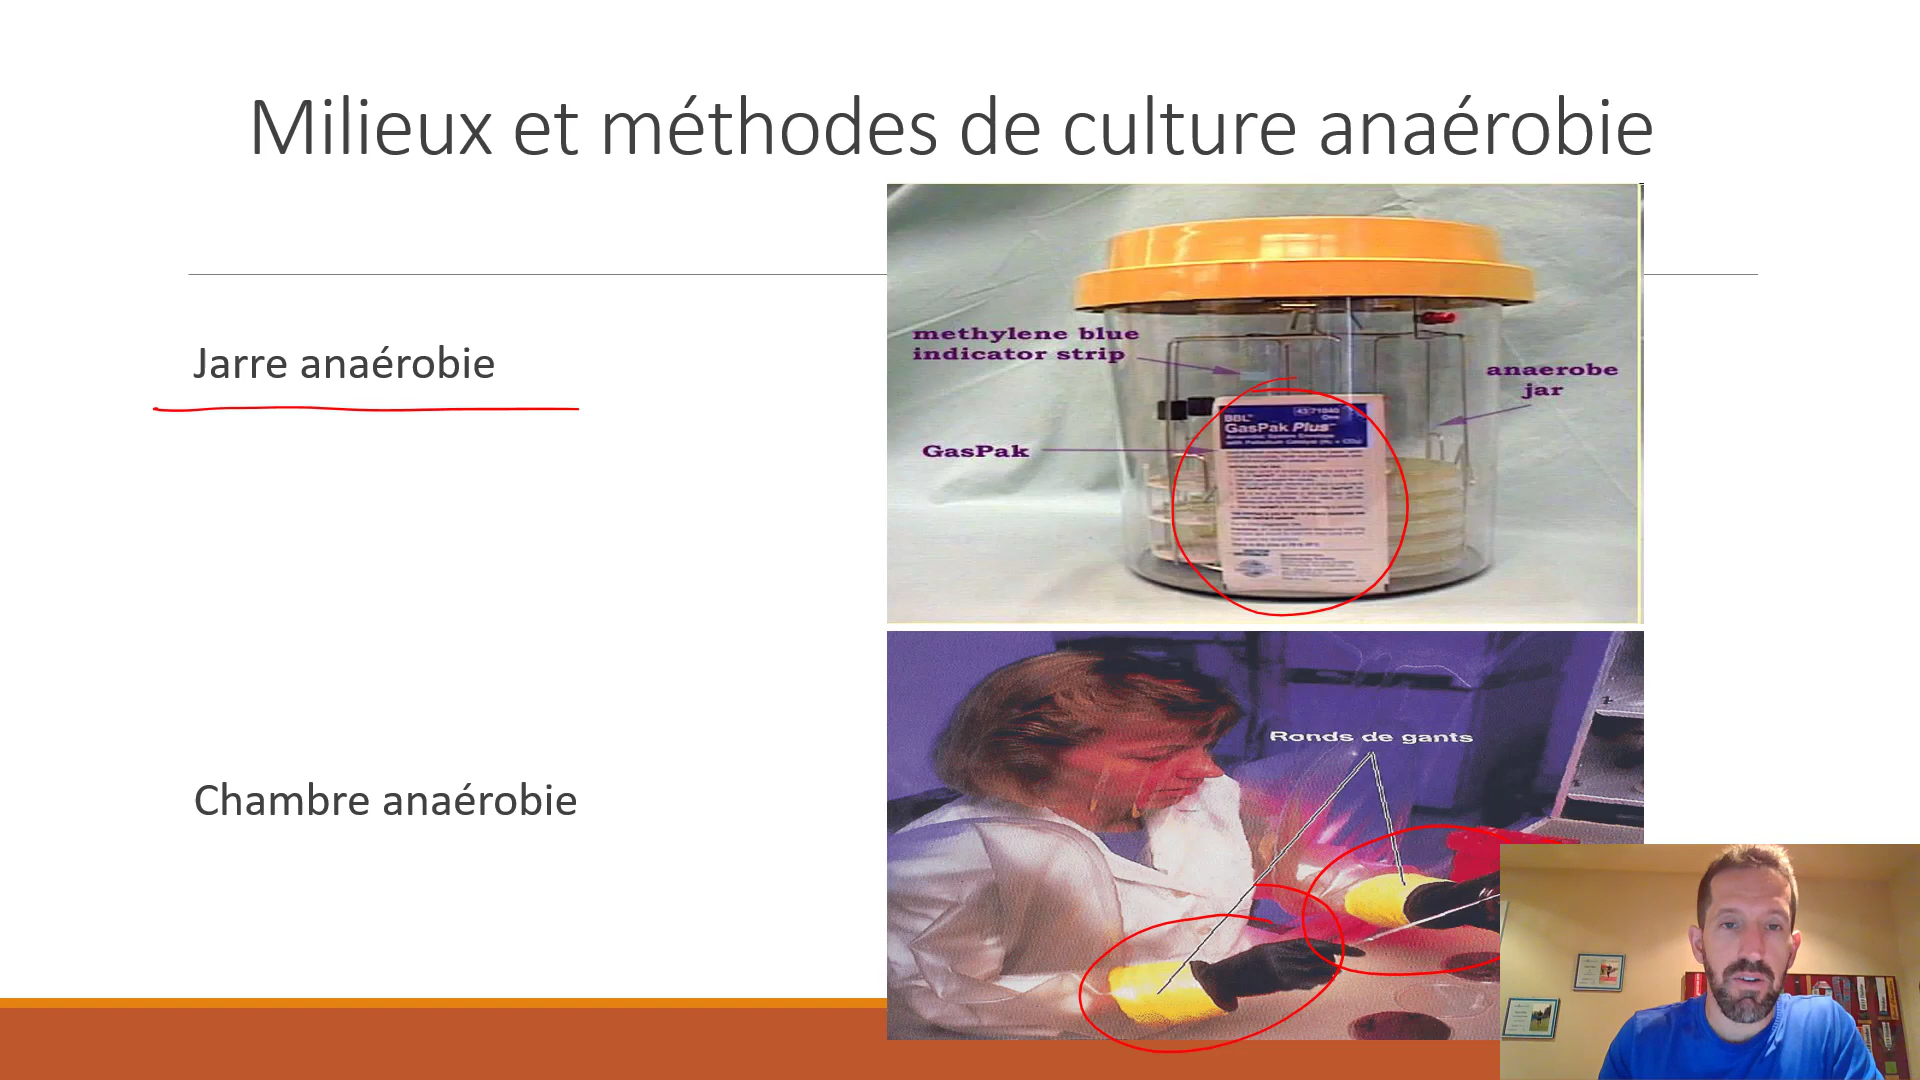 Milieux et méthodes de culture anaérobie
Jarre anaérobie
methylene blue
indicator strip
anaerobe
jar
GasPak
BBL
GasPak Plus
Chambre anaérobie
Ronds de gants